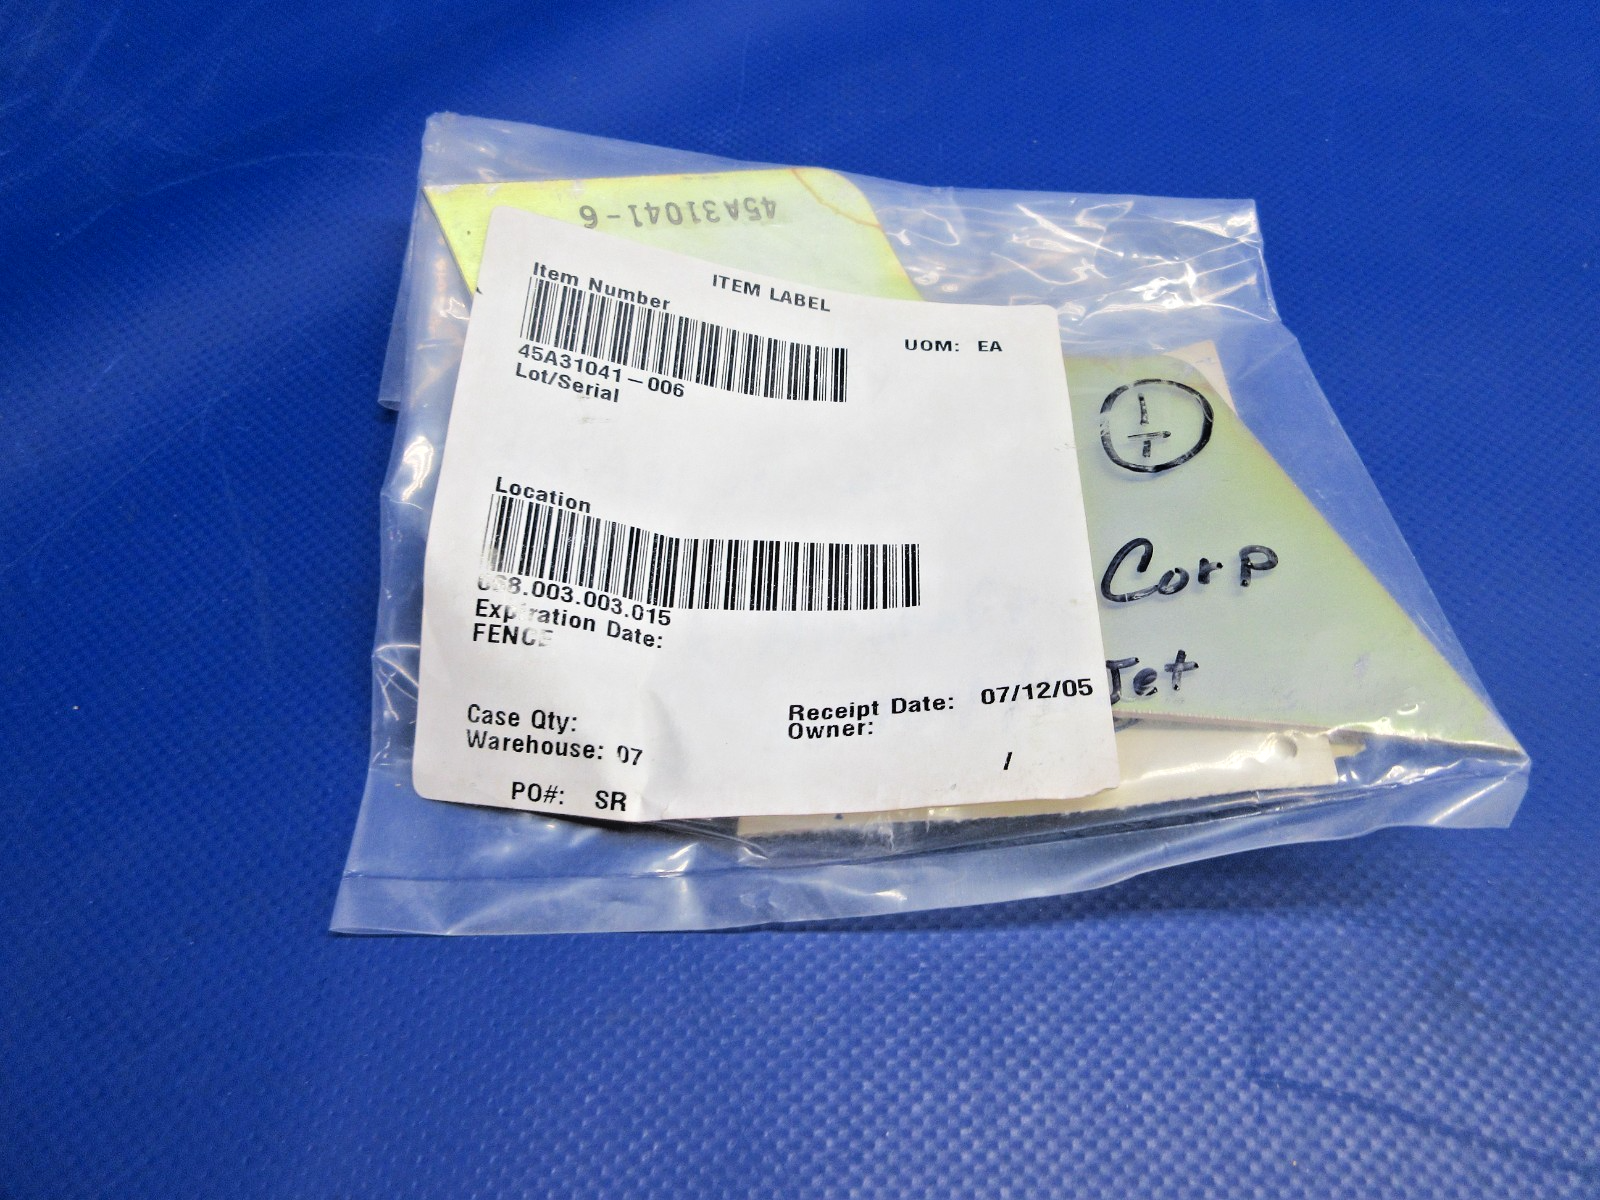 45A31041-6
ITEM LABEL
Item Number
UOM: EA
45A31041-006
Lot/Serial
Location
Expiration Date:
FENCE
Receipt Date: 07/12/05
Owner:
Case Qty:
Warehouse: 07
/
PO#: SR
1
T
Corp
Jet